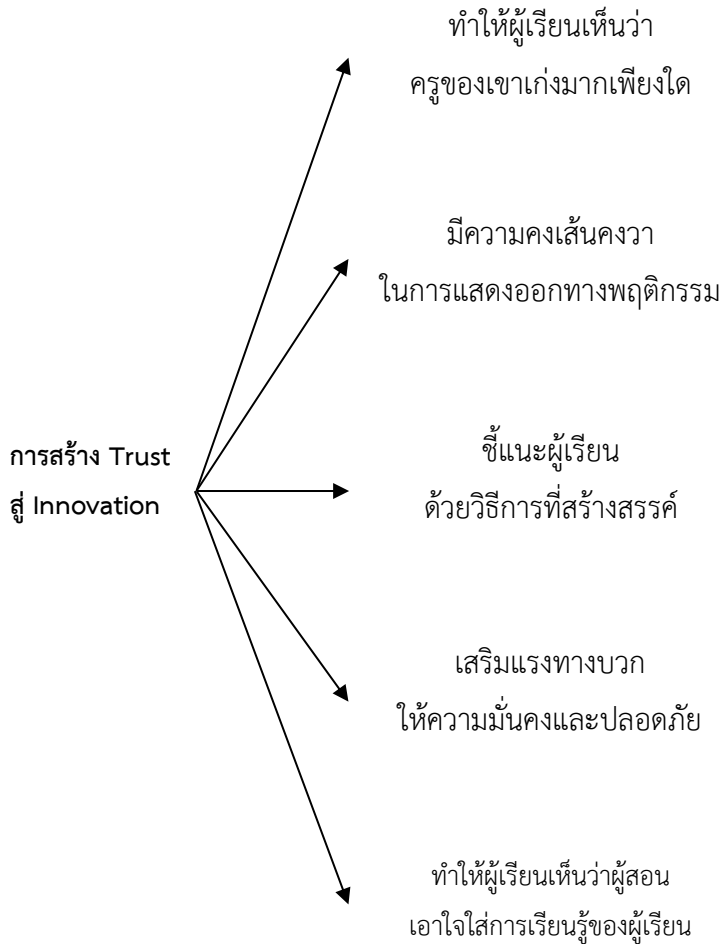 ทำให้ผู้เรียนเห็นว่า
ครูของเขาเก่งมากเพียงใด
มีความคงเส้นคงวา
ในการแสดงออกทางพฤติกรรม
การสร้าง Trust
สู่ Innovation
ชี้แนะผู้เรียน
ด้วยวิธีการที่สร้างสรรค์
เสริมแรงทางบวก
ให้ความมั่นคงและปลอดภัย
ทำให้ผู้เรียนเห็นว่าผู้สอน
เอาใจใส่การเรียนรู้ของผู้เรียน